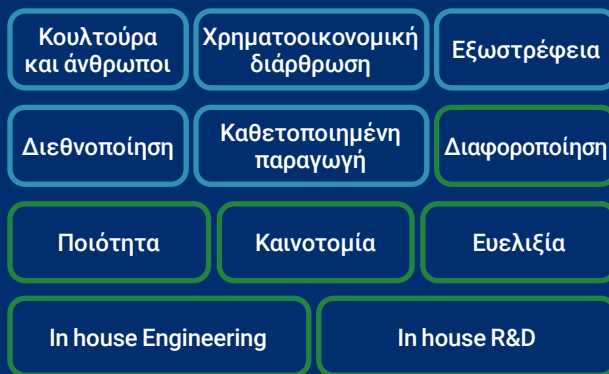 Κουλτούρα
και άνθρωποι
Χρηματοοικονομική
διάρθρωση
Εξωστρέφεια
Διεθνοποίηση
Καθετοποιημένη
παραγωγή
Διαφοροποίηση
Ποιότητα
Καινοτομία
Ευελιξία
In house Engineering
In house R&D